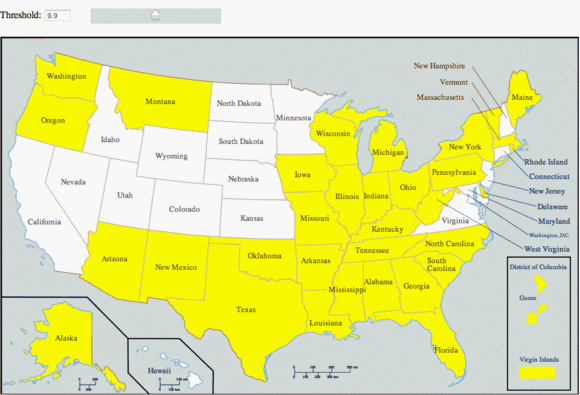 Threshold: 9.9
New Hampshire
Vermont
Massachusetts
Washington
Montana
North Dakota
Minnesota
Maine
Oregon
Idaho
South Dakota
Wisconsin
Michigan
New York
Wyoming
Iowa
Pennsylvania
Rhode Island
Connecticut
New Jersey
Delaware
Maryland
Washington, D.C.
West Virginia
Nevada
Utah
Nebraska
Illinois
Indiana
Ohio
Colorado
Kansas
Missouri
Kentucky
Virginia
California
Arizona
New Mexico
Oklahoma
Arkansas
Tennessee
North Carolina
South
Carolina
Mississippi
Alabama
Georgia
Texas
Louisiana
Florida
Alaska
Hawaii
District of Columbia
Guam
Virgin Islands